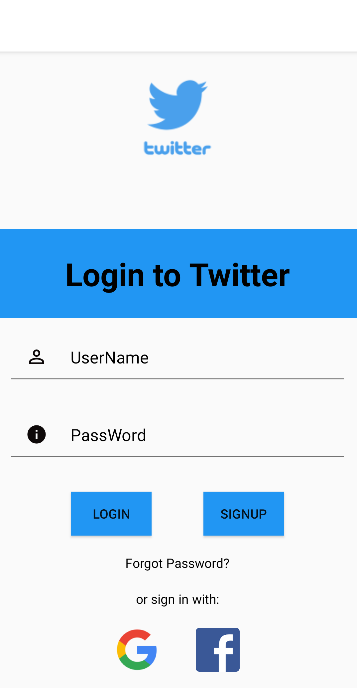 twitter
Login to Twitter
UserName
PassWord
LOGIN SIGNUP
Forgot Password?
or sign in with: